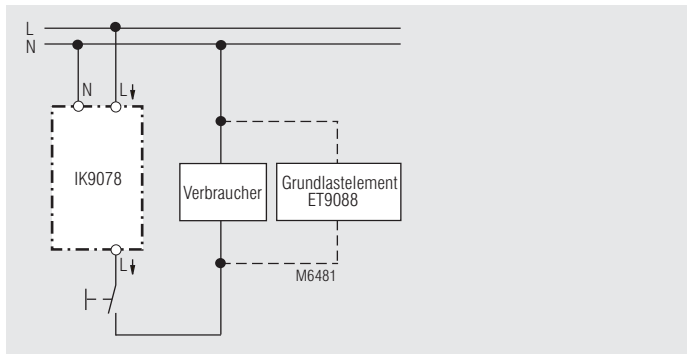 L
N
N
L
IK9078
Verbraucher
Grundlastelement
ET9088
L
M6481